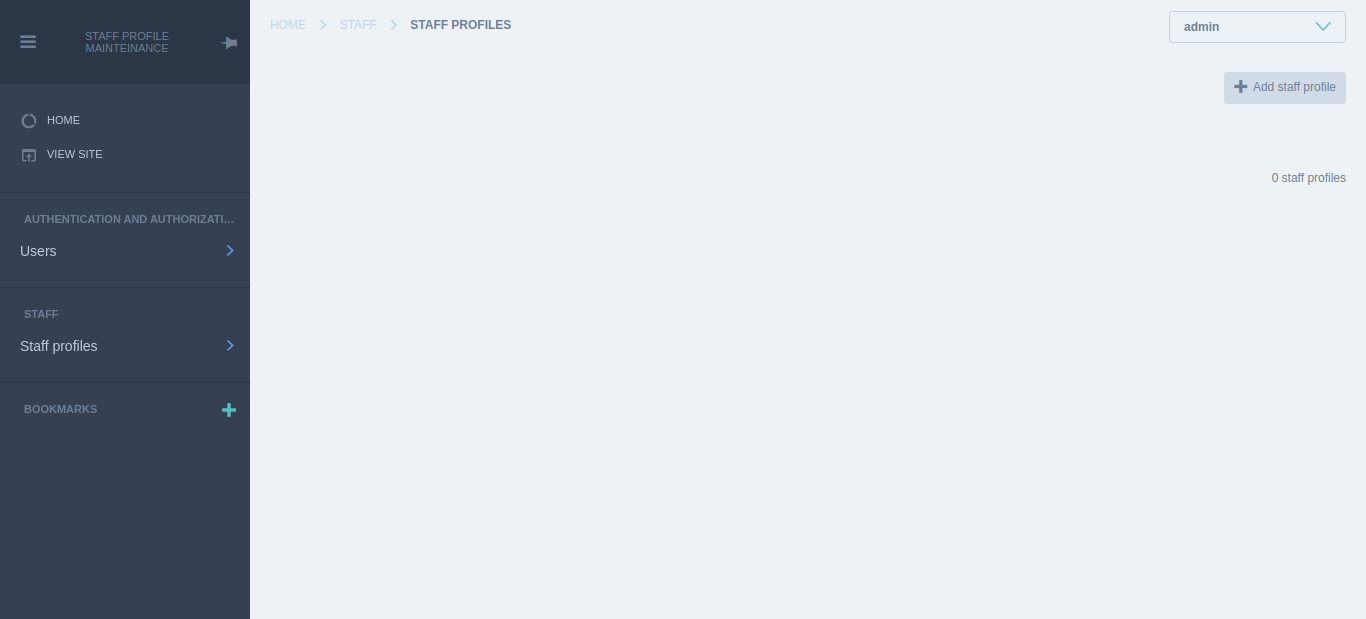 STAFF PROFILE
MAINTEINANCE
HOME
VIEW SITE
AUTHENTICATION AND AUTHORIZATI…
Users
STAFF
Staff profiles
BOOKMARKS
HOME STAFF STAFF PROFILES
admin
Add staff profile
0 staff profiles